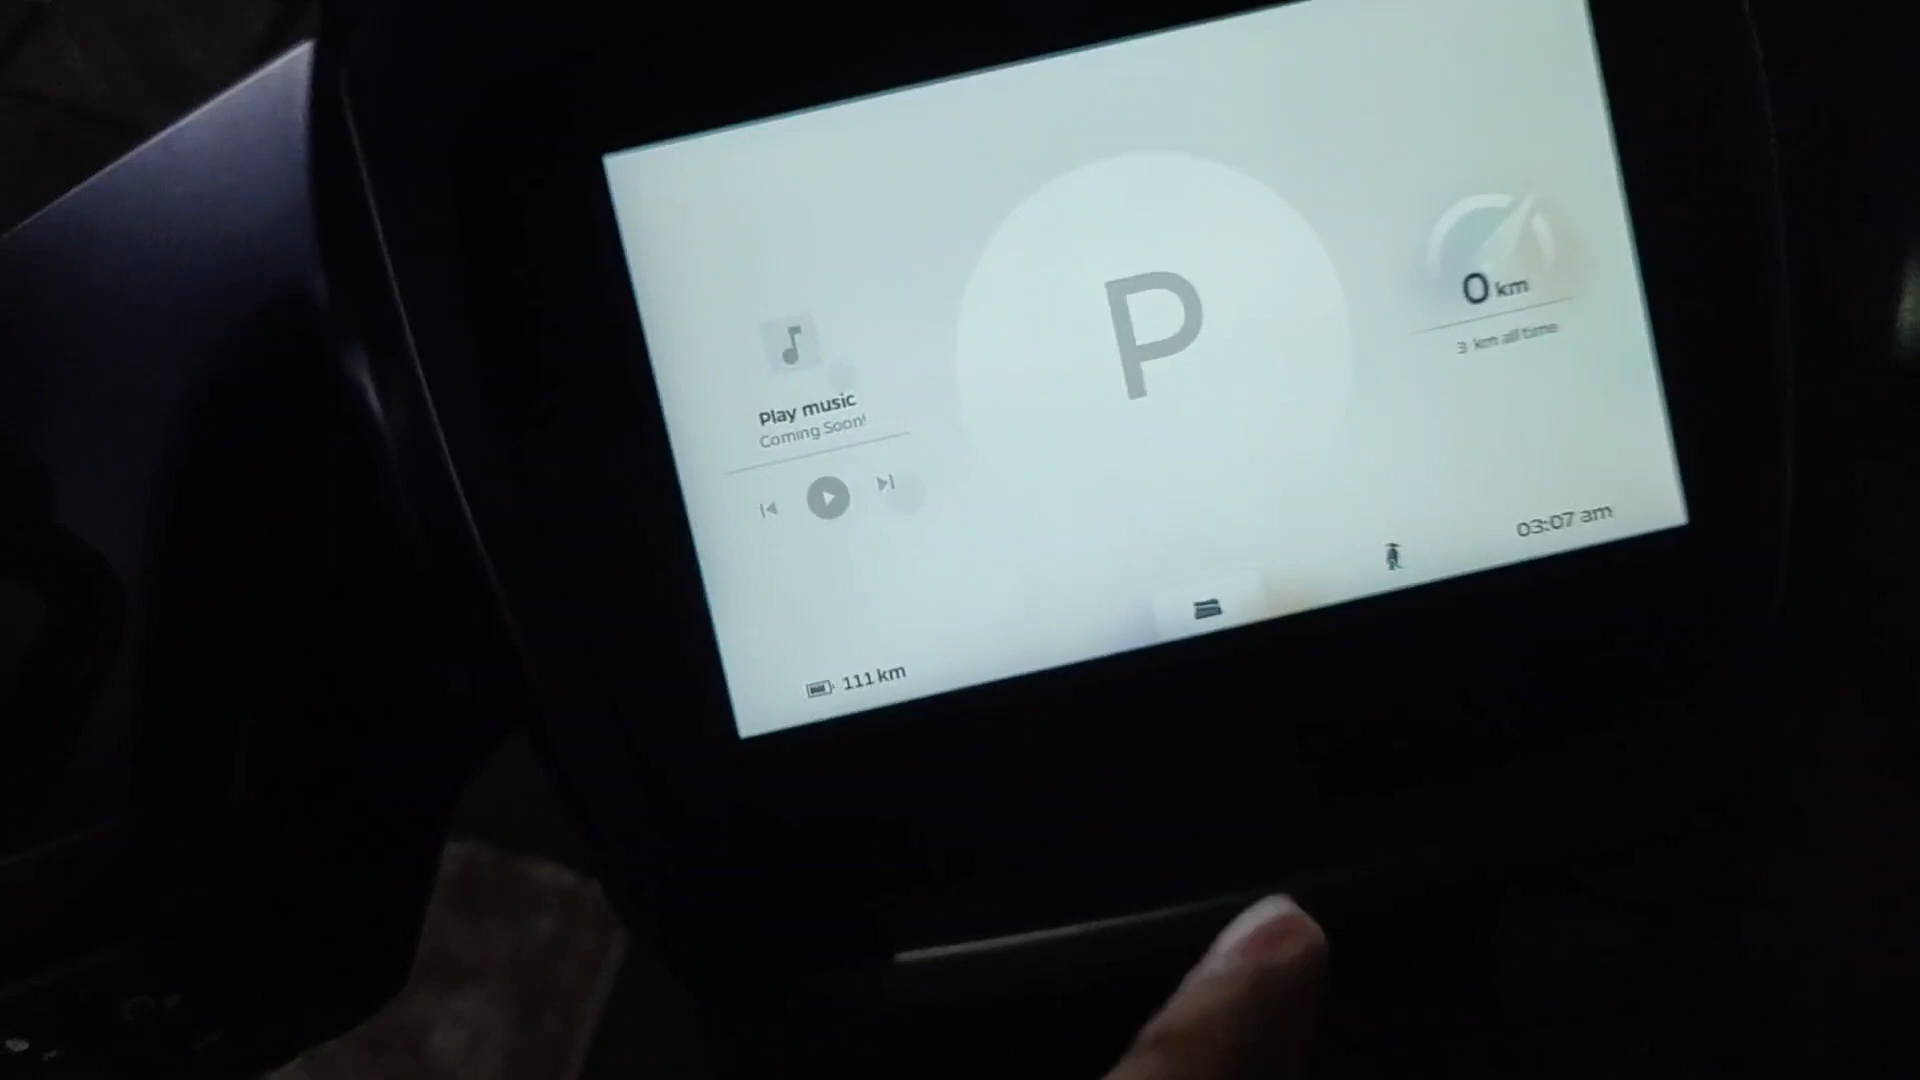 P
0 km
3 km all time
Play music
Coming Soon!
03:07 am
111 km